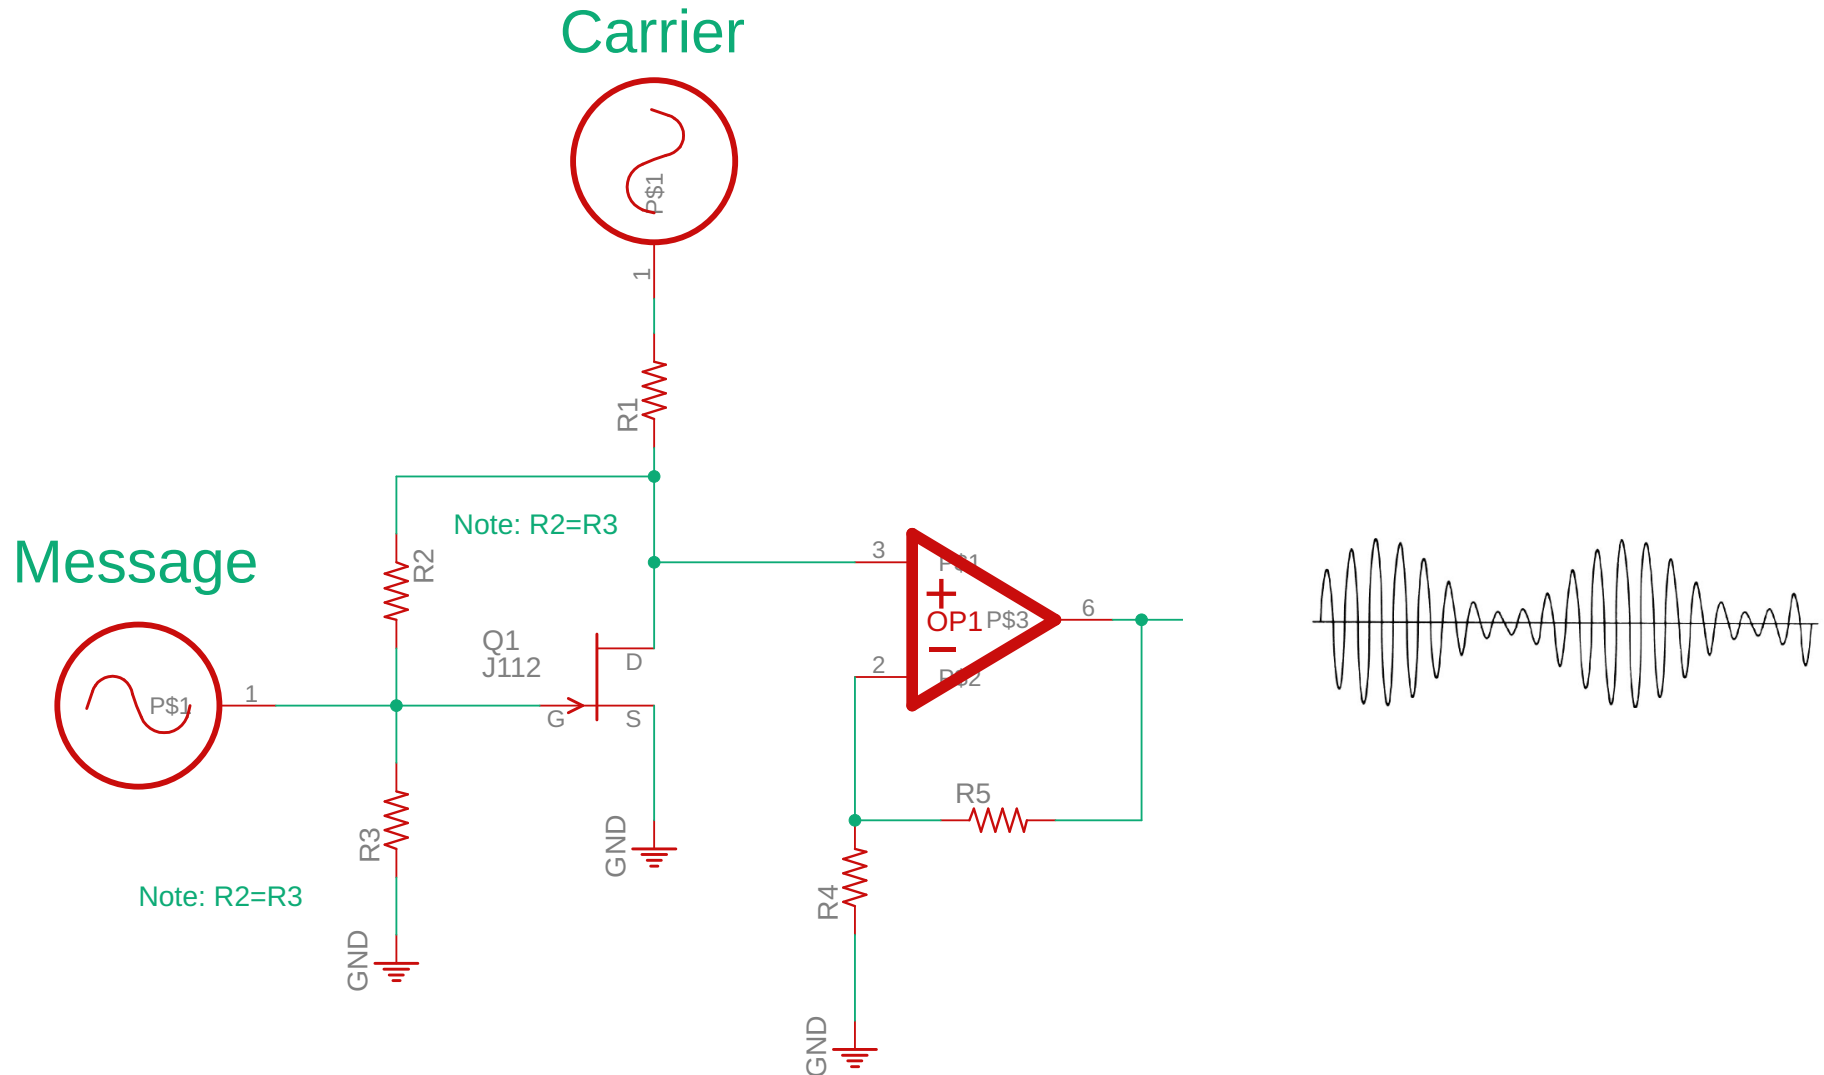 Carrier
P$1
1
R1
Note: R2=R3
Message
R2
P$1
1
Q1
J112
D
G
S
3
P$1
+
OP1
P$3
6
2
P$2
R5
R3
GND
Note: R2=R3
GND
R4
GND